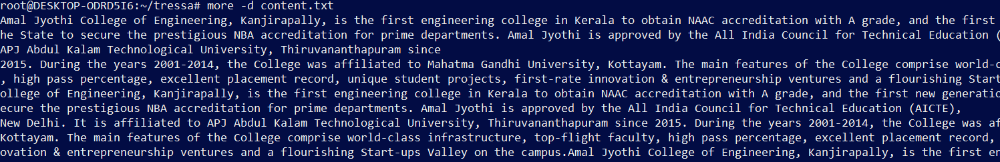 root@DESKTOP-ODRD5I6:~/tressa# more -d content.txt
Amal Jyothi College of Engineering, Kanjirapally, is the first engineering college in Kerala to obtain NAAC accreditation with A grade, and the first
he State to secure the prestigious NBA accreditation for prime departments. Amal Jyothi is approved by the All India Council for Technical Education (
APJ Abdul Kalam Technological University, Thiruvananthapuram since
2015. During the years 2001-2014, the College was affiliated to Mahatma Gandhi University, Kottayam. The main features of the College comprise world-c
, high pass percentage, excellent placement record, unique student projects, first-rate innovation & entrepreneurship ventures and a flourishing Start
ollege of Engineering, Kanjirapally, is the first engineering college in Kerala to obtain NAAC accreditation with A grade, and the first new generatio
ecure the prestigious NBA accreditation for prime departments. Amal Jyothi is approved by the All India Council for Technical Education (AICTE),
New Delhi. It is affiliated to APJ Abdul Kalam Technological University, Thiruvananthapuram since 2015. During the years 2001-2014, the College was af
Kottayam. The main features of the College comprise world-class infrastructure, top-flight faculty, high pass percentage, excellent placement record,
ovation & entrepreneurship ventures and a flourishing Start-ups Valley on the campus.Amal Jyothi College of Engineering, Kanjirapally, is the first en